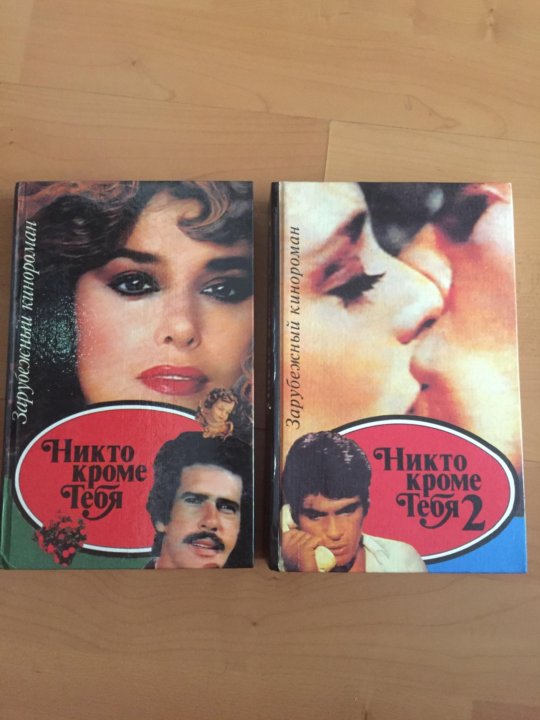 Зарубежный кинороман
Никто
кроме
Тебя
Зарубежный кинороман
Никто
кроме
Тебя 2